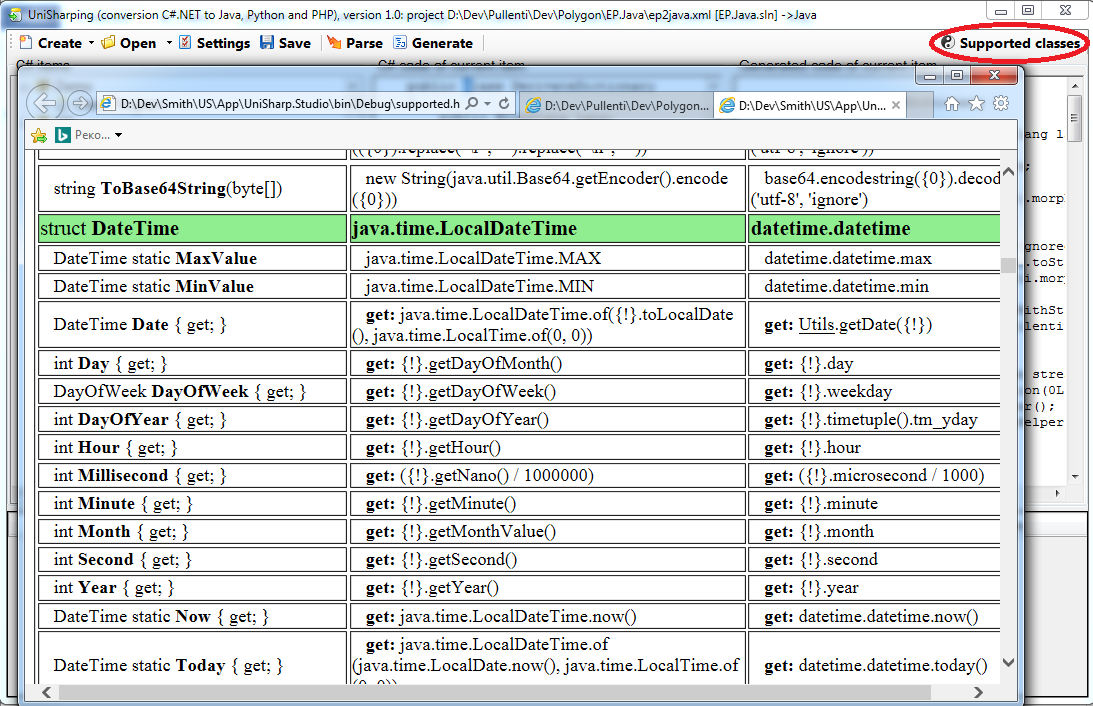 UniSharping (conversion C#.NET to Java, Python and PHP), version 1.0: project D:\Dev\Pullenti\Dev\Polygon\EP.Java\ep2java.xml [EP.Java.sln] ->Java
Create Open Settings Save Parse Generate Supported classes
D:\Dev\Smith\US\App\UniSharp.Studio\bin\Debug\supported.h D:\Dev\Pullenti\Dev\Polygon... D:\Dev\Smith\US\App\Un...
Реко...
string ToBase64String(byte[])
new String(java.util.Base64.getEncoder().encode
({0}))
base64.encodestring({0}).decod
('utf-8', 'ignore')
struct DateTime java.time.LocalDateTime datetime.datetime
DateTime static MaxValue java.time.LocalDateTime.MAX datetime.datetime.max
DateTime static MinValue java.time.LocalDateTime.MIN datetime.datetime.min
DateTime Date { get; }
get: java.time.LocalDateTime.of({!}.toLocalDate
(), java.time.LocalTime.of(0, 0))
get: Utils.getDate({!})
int Day { get; } get: {!}.getDayOfMonth() get: {!}.day
DayOfWeek DayOfWeek { get; } get: {!}.getDayOfWeek() get: {!}.weekday
int DayOfYear { get; } get: {!}.getDayOfYear() get: {!}.timetuple().tm_yday
int Hour { get; } get: {!}.getHour() get: {!}.hour
int Millisecond { get; } get: ({!}.getNano() / 1000000) get: ({!}.microsecond / 1000)
int Minute { get; } get: {!}.getMinute() get: {!}.minute
int Month { get; } get: {!}.getMonthValue() get: {!}.month
int Second { get; } get: {!}.getSecond() get: {!}.second
int Year { get; } get: {!}.getYear() get: {!}.year
DateTime static Now { get; } get: java.time.LocalDateTime.now() get: datetime.datetime.now()
DateTime static Today { get; }
get: java.time.LocalDateTime.of
(java.time.LocalDate.now(), java.time.LocalTime.of
get: datetime.datetime.today()